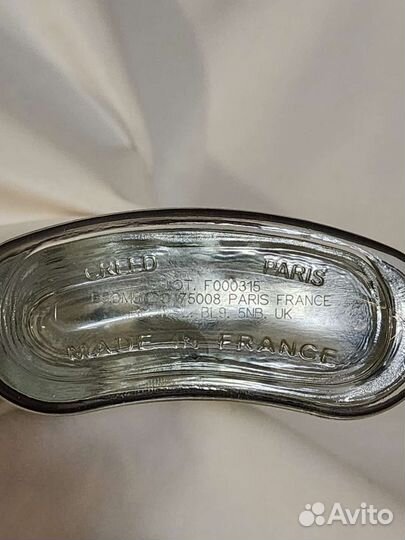 CREED PARIS
LOT. F000315
75008 PARIS FRANCE
BL9. 5NB. UK
MADE IN FRANCE
Avito